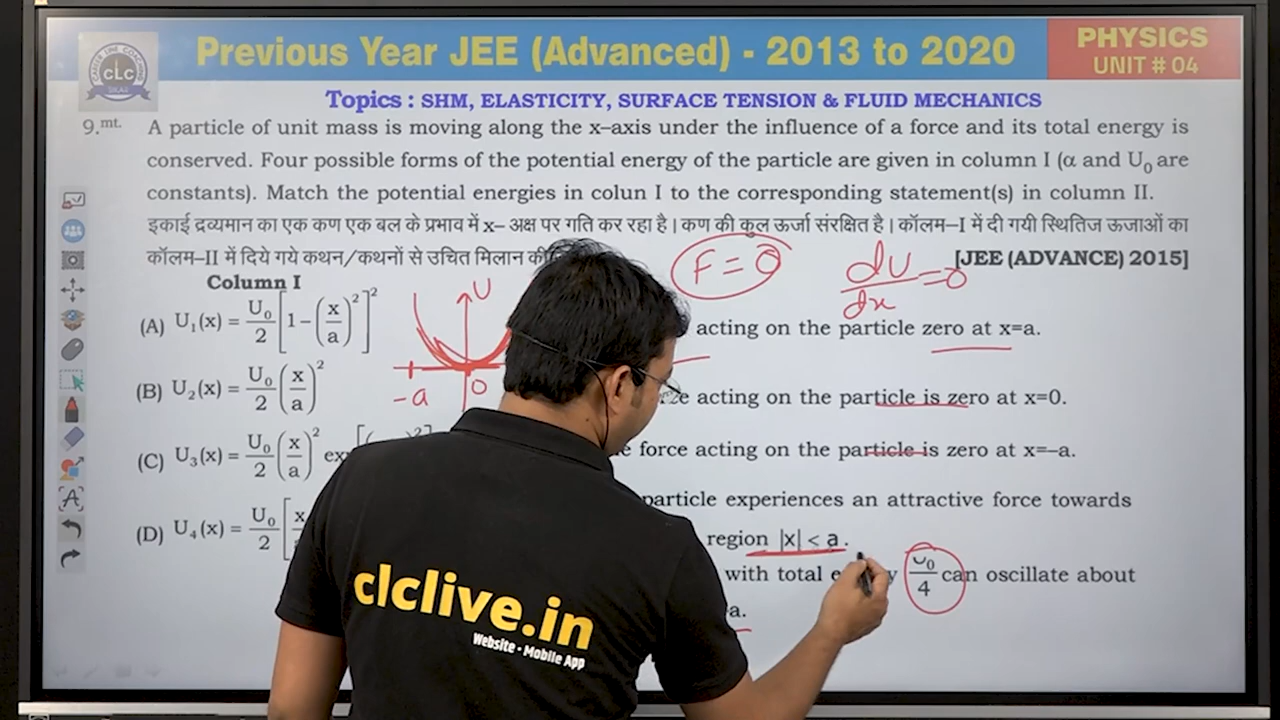 Previous Year JEE (Advanced) - 2013 to 2020
PHYSICS
UNIT # 04
CLC
Topics : SHM, ELASTICITY, SURFACE TENSION & FLUID MECHANICS
9.mt. A particle of unit mass is moving along the x–axis under the influence of a force and its total energy is
conserved. Four possible forms of the potential energy of the particle are given in column I (α and U₀ are
constants). Match the potential energies in colun I to the corresponding statement(s) in column II.
इकाई द्रव्यमान का एक कण एक बल के प्रभाव में x– अक्ष पर गति कर रहा है। कण की कुल ऊर्जा संरक्षित है। कॉलम–I में दी गयी स्थितिज ऊजाओं का
कॉलम–II में दिये गये कथन/कथनों से उचित मिलान
[JEE (ADVANCE) 2015]
F = 0
dU/dx = 0
Column I
(A) U₁(x) = U₀/2 [1–(x/a)²]²
U
-a
0
acting on the particle zero at x=a.
(B) U₂(x) = U₀/2 (x/a)²
acting on the particle is zero at x=0.
(C) U₃(x) = U₀/2 (x/a)²
force acting on the particle is zero at x=–a.
(D) U₄(x) = U₀/2 [x
particle experiences an attractive force towards
region |x| < a.
with total U₀/4 can oscillate about
a.
clclive.in
Website • Mobile App